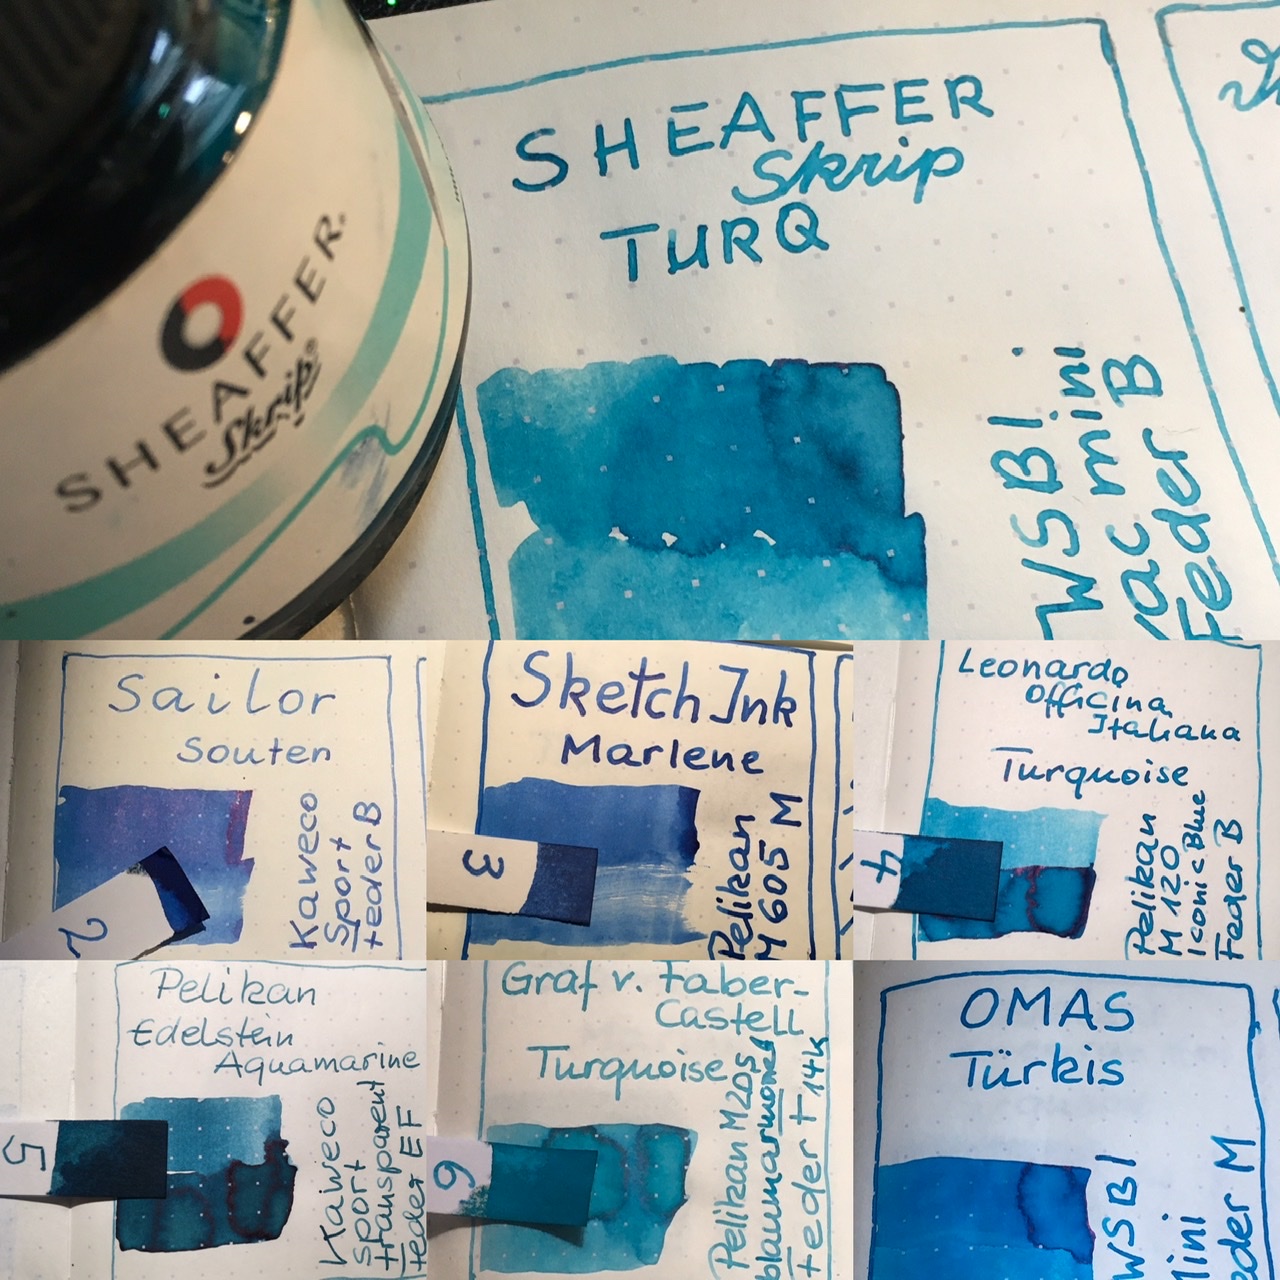 SHEAFFER.
Skrip®
SHEAFFER
Skrip
TURQ
WSBI
vac mini
Feder B
Sailor
Souten
Kaweco
Sport
Feder B
2
Sketch Ink
Marlene
Pelikan
M 605 M
3
Leonardo
Officina
Italiana
Turquoise
Pelikan
M 120
Iconic Blue
Feder B
4
Pelikan
Edelstein
Aquamarine
Kaweco
Sport
transparent
Feder EF
5
Graf v. Faber-
Castell
Turquoise
Pelikan M205
Feder F 14k
6
OMAS
Türkis
WSBI
Mini
Feder M